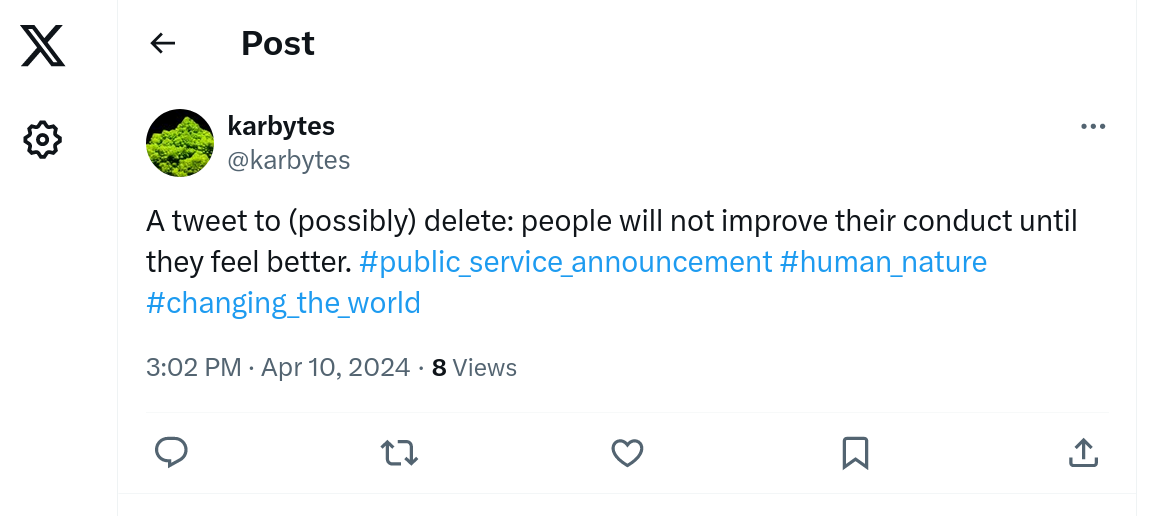 Post
karbytes
@karbytes
A tweet to (possibly) delete: people will not improve their conduct until
they feel better. #public_service_announcement #human_nature
#changing_the_world
3:02 PM · Apr 10, 2024 · 8 Views